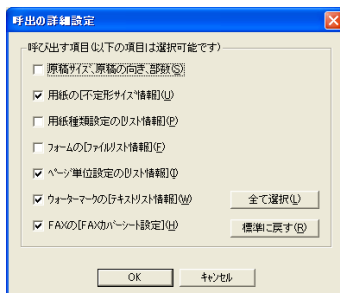 呼出の詳細設定
呼び出す項目(以下の項目は選択可能です)
原稿サイズ、原稿の向き、部数(S)
用紙の[不定形サイズ情報](U)
用紙種類設定の[リスト情報](P)
フォームの[ファイルリスト情報](F)
ページ単位設定の[リスト情報](I)
ウォーターマークの[テキストリスト情報](W)
全て選択(L)
FAXの[FAXカバーシート設定](H)
標準に戻す(R)
OK
キャンセル